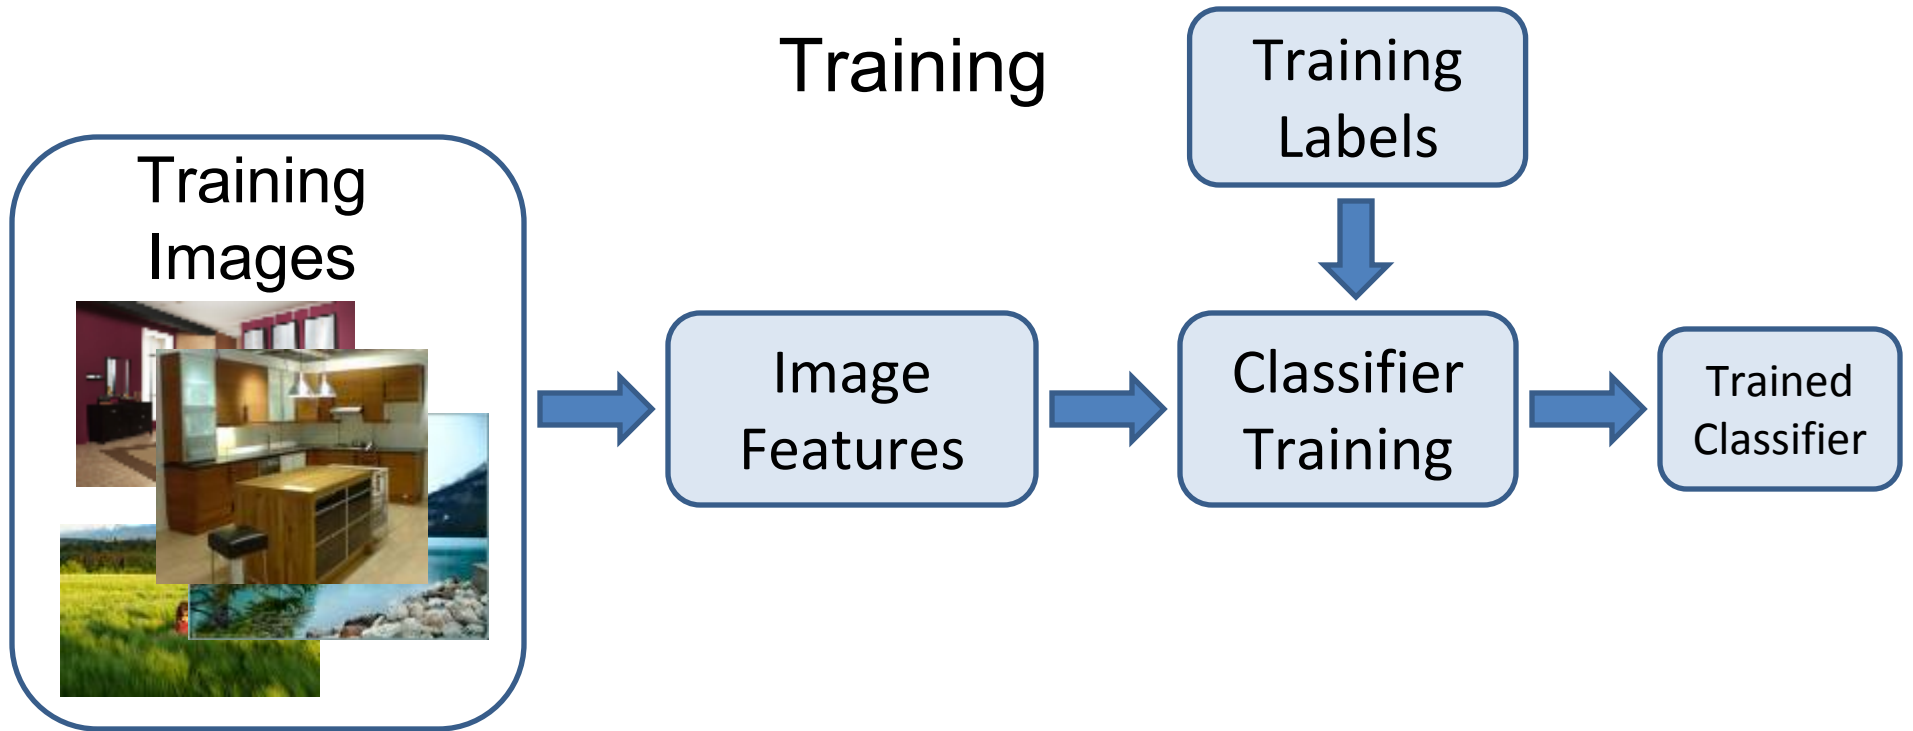 Training
Training
Labels
Training
Images
Image
Features
Classifier
Training
Trained
Classifier